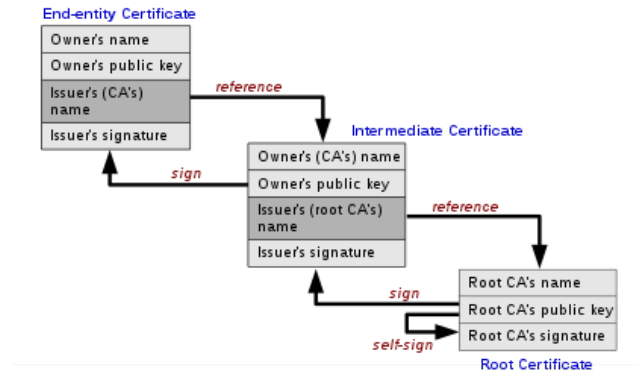 End-entity Certificate
Owner's name
Owner's public key
Issuer's (CA's)
name
Issuer's signature
reference
sign
Intermediate Certificate
Owner's (CA's) name
Owner's public key
Issuer's (root CA's)
name
Issuer's signature
reference
sign
self-sign
Root CA's name
Root CA's public key
Root CA's signature
Root Certificate